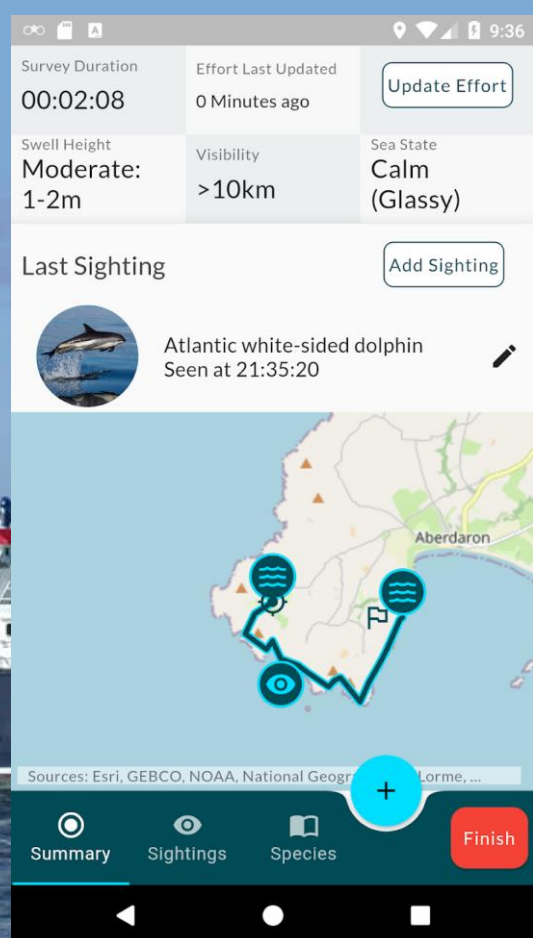 9:36
Survey Duration
00:02:08
Effort Last Updated
0 Minutes ago
Update Effort
Swell Height
Moderate:
1-2m
Visibility
>10km
Sea State
Calm
(Glassy)
Last Sighting
Add Sighting
Atlantic white-sided dolphin
Seen at 21:35:20
Aberdaron
Sources: Esri, GEBCO, NOAA, National Geogr Lorme, ...
+
Summary
Sightings
Species
Finish